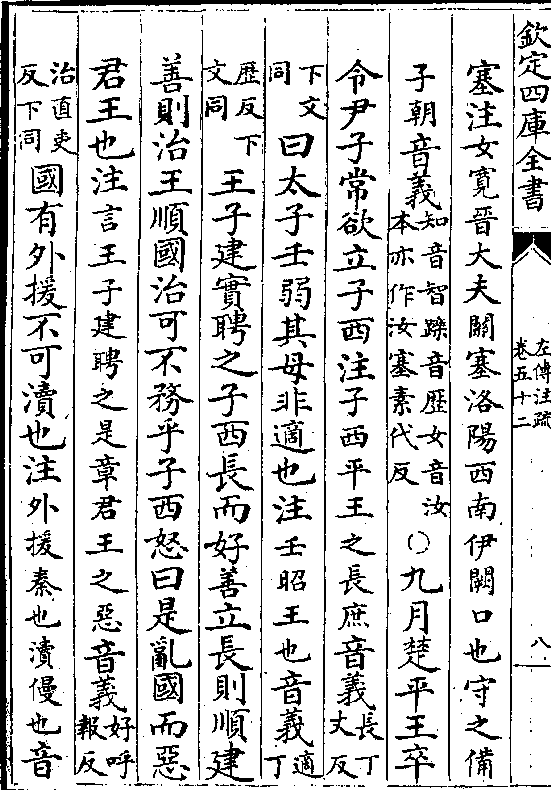 欽定四庫全書
左傳注疏
卷五十二
八
塞注女寛晉大夫闕塞洛陽西南伊闕口也守之備
子朝音義知音智躒音歴女音汝
本亦作汝塞素代反○九月楚平王卒
令尹子常欲立子西注子西平王之長庶音義長丁
丈反
下文
同曰太子壬弱其母非適也注壬昭王也音義適
丁
歴反下
文同王子建實聘之子西長而好善立長則順建
善則治王順國治可不務乎子西怒曰是亂國而惡
君王也注言王子建聘之是章君王之惡音義好呼
報反
治直吏
反下同國有外援不可瀆也注外援秦也瀆慢也音